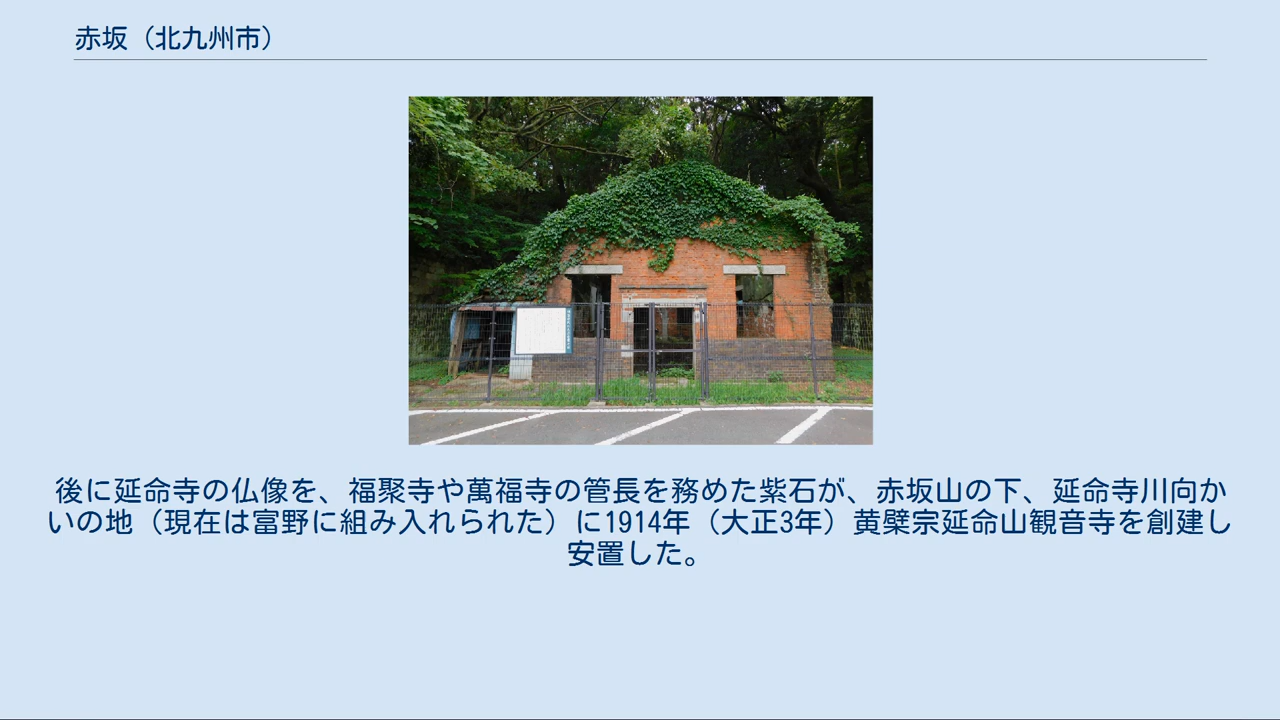 赤坂（北九州市）
後に延命寺の仏像を、福聚寺や萬福寺の管長を務めた紫石が、赤坂山の下、延命寺川向か
いの地（現在は富野に組み入れられた）に1914年（大正3年）黄檗宗延命山観音寺を創建し
安置した。